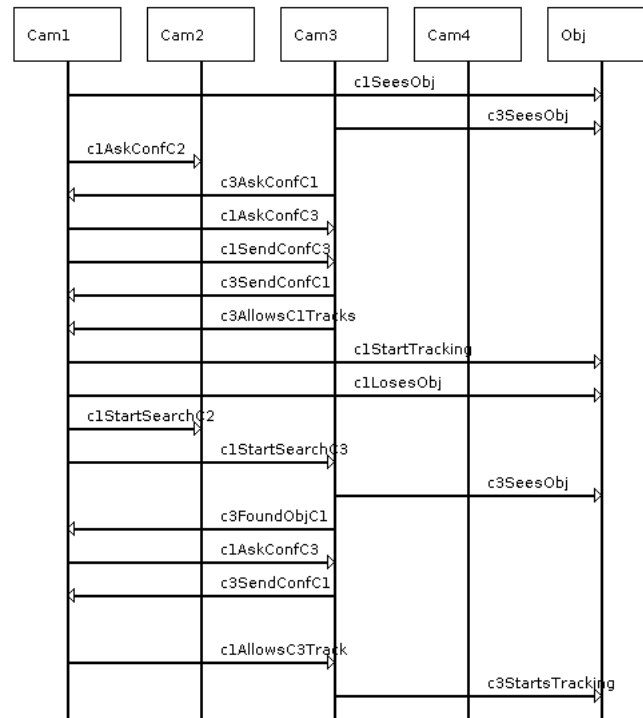 Cam1
Cam2
Cam3
Cam4
Obj
c1SeesObj
c3SeesObj
c1AskConfC2
c3AskConfC1
c1AskConfC3
c1SendConfC3
c3SendConfC1
c3AllowsC1Tracks
c1StartTracking
c1LosesObj
c1StartSearchC2
c1StartSearchC3
c3SeesObj
c3FoundObjC1
c1AskConfC3
c3SendConfC1
c1AllowsC3Track
c3StartsTracking